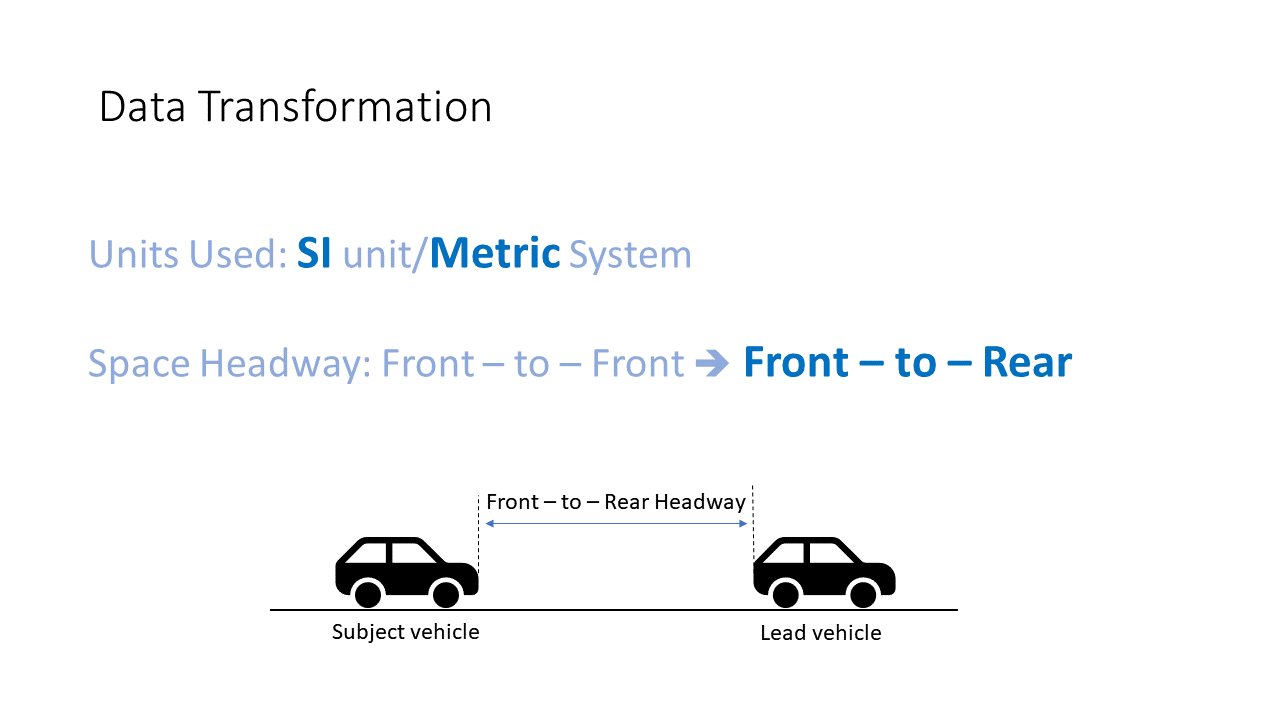 Data Transformation
Units Used: SI unit/Metric System
Space Headway: Front – to – Front ➔ Front – to – Rear
Front – to – Rear Headway
Subject vehicle
Lead vehicle